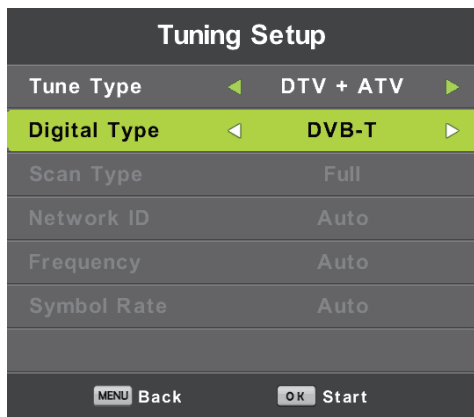 Tuning Setup
Tune Type DTV + ATV
Digital Type DVB-T
Scan Type Full
Network ID Auto
Frequency Auto
Symbol Rate Auto
MENU Back OK Start